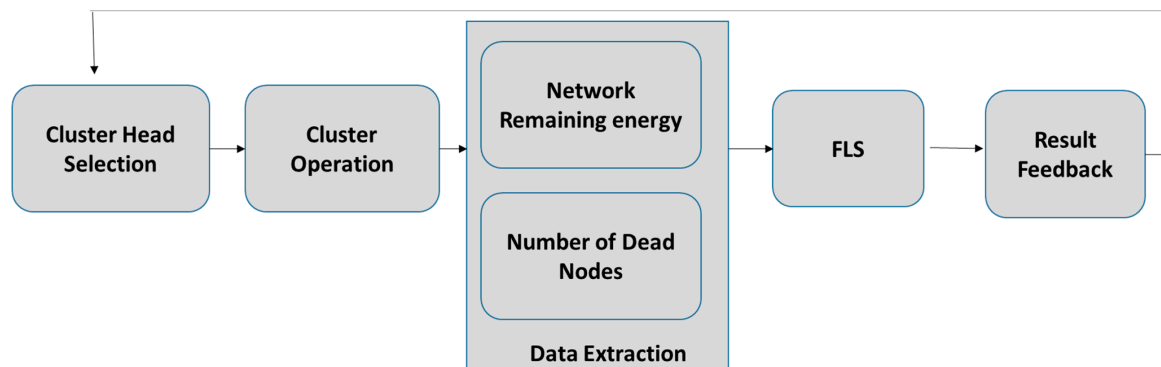 Cluster Head
Selection
Cluster
Operation
Network
Remaining energy
Number of Dead
Nodes
Data Extraction
FLS
Result
Feedback